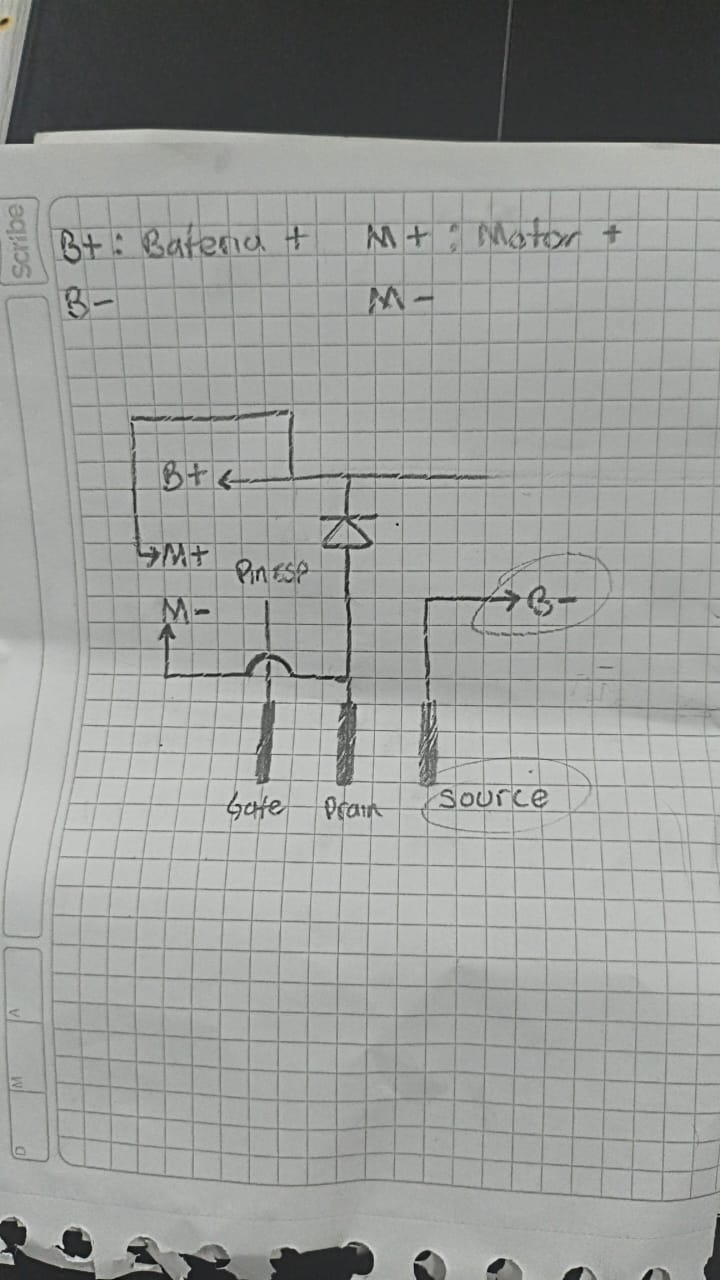 Scribe
B+: Bateria + M+: Motor +
B- M-
B+
M+
Pin ESP
M-
B-
Gate Drain source
A
M
D